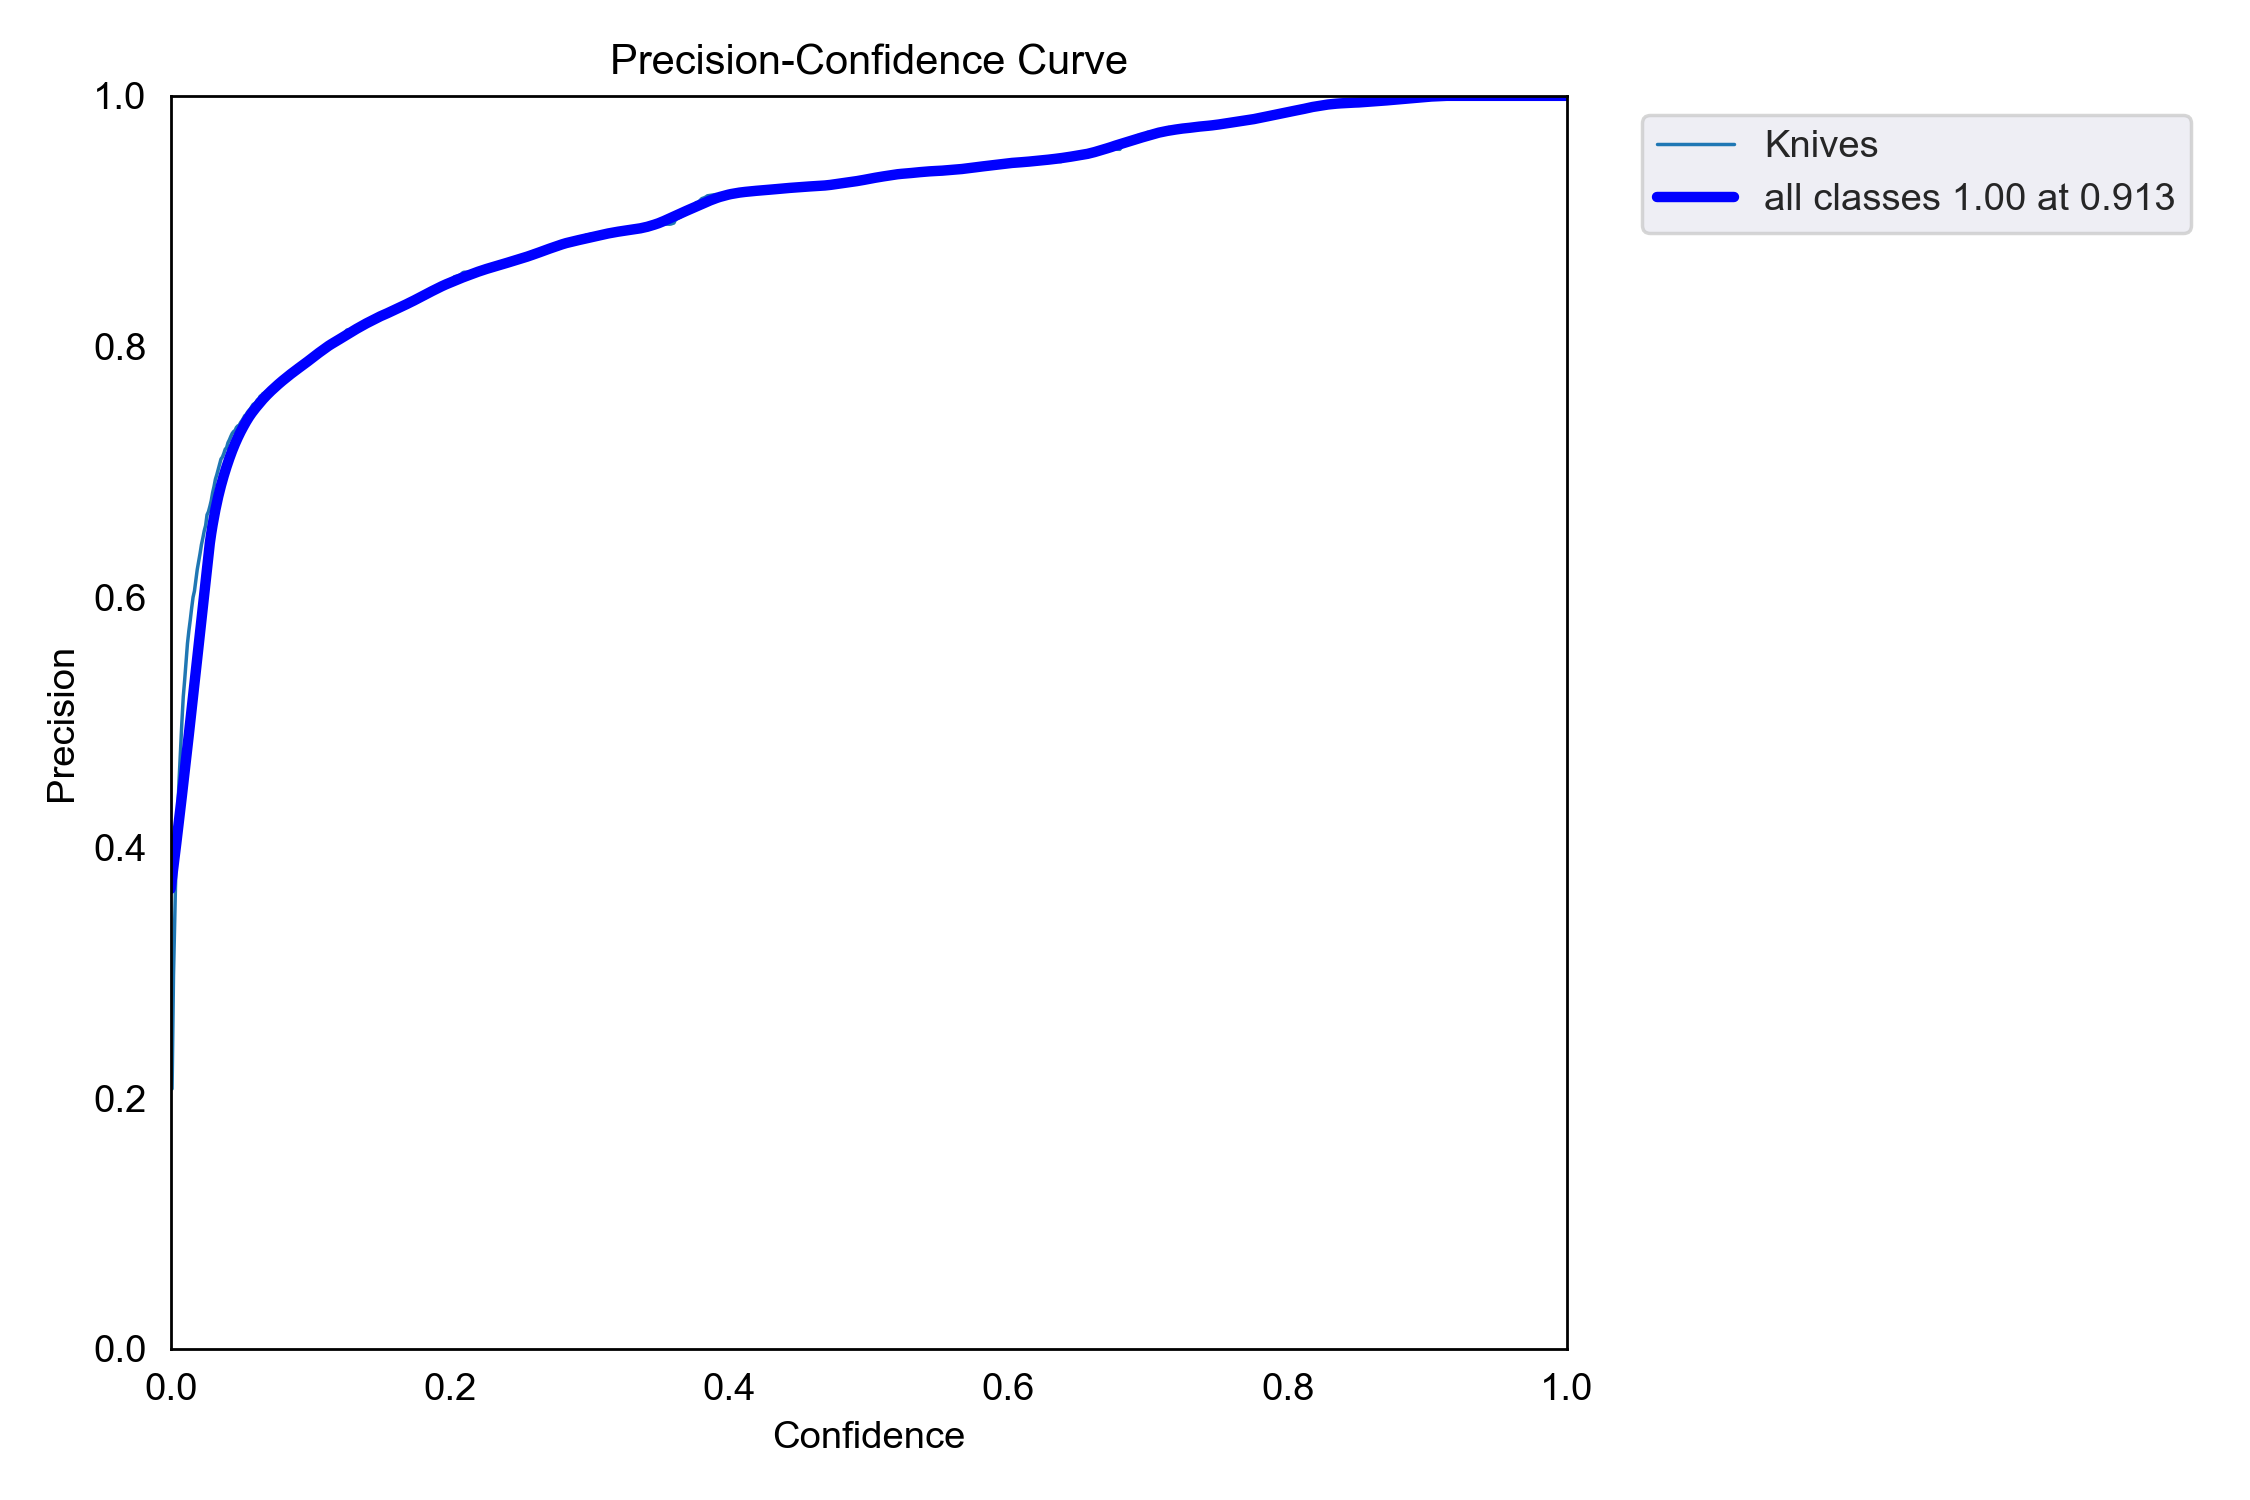 Precision-Confidence Curve
1.0
0.8
0.6
0.4
0.2
0.0
Precision
0.0 0.2 0.4 0.6 0.8 1.0
Confidence
Knives
all classes 1.00 at 0.913